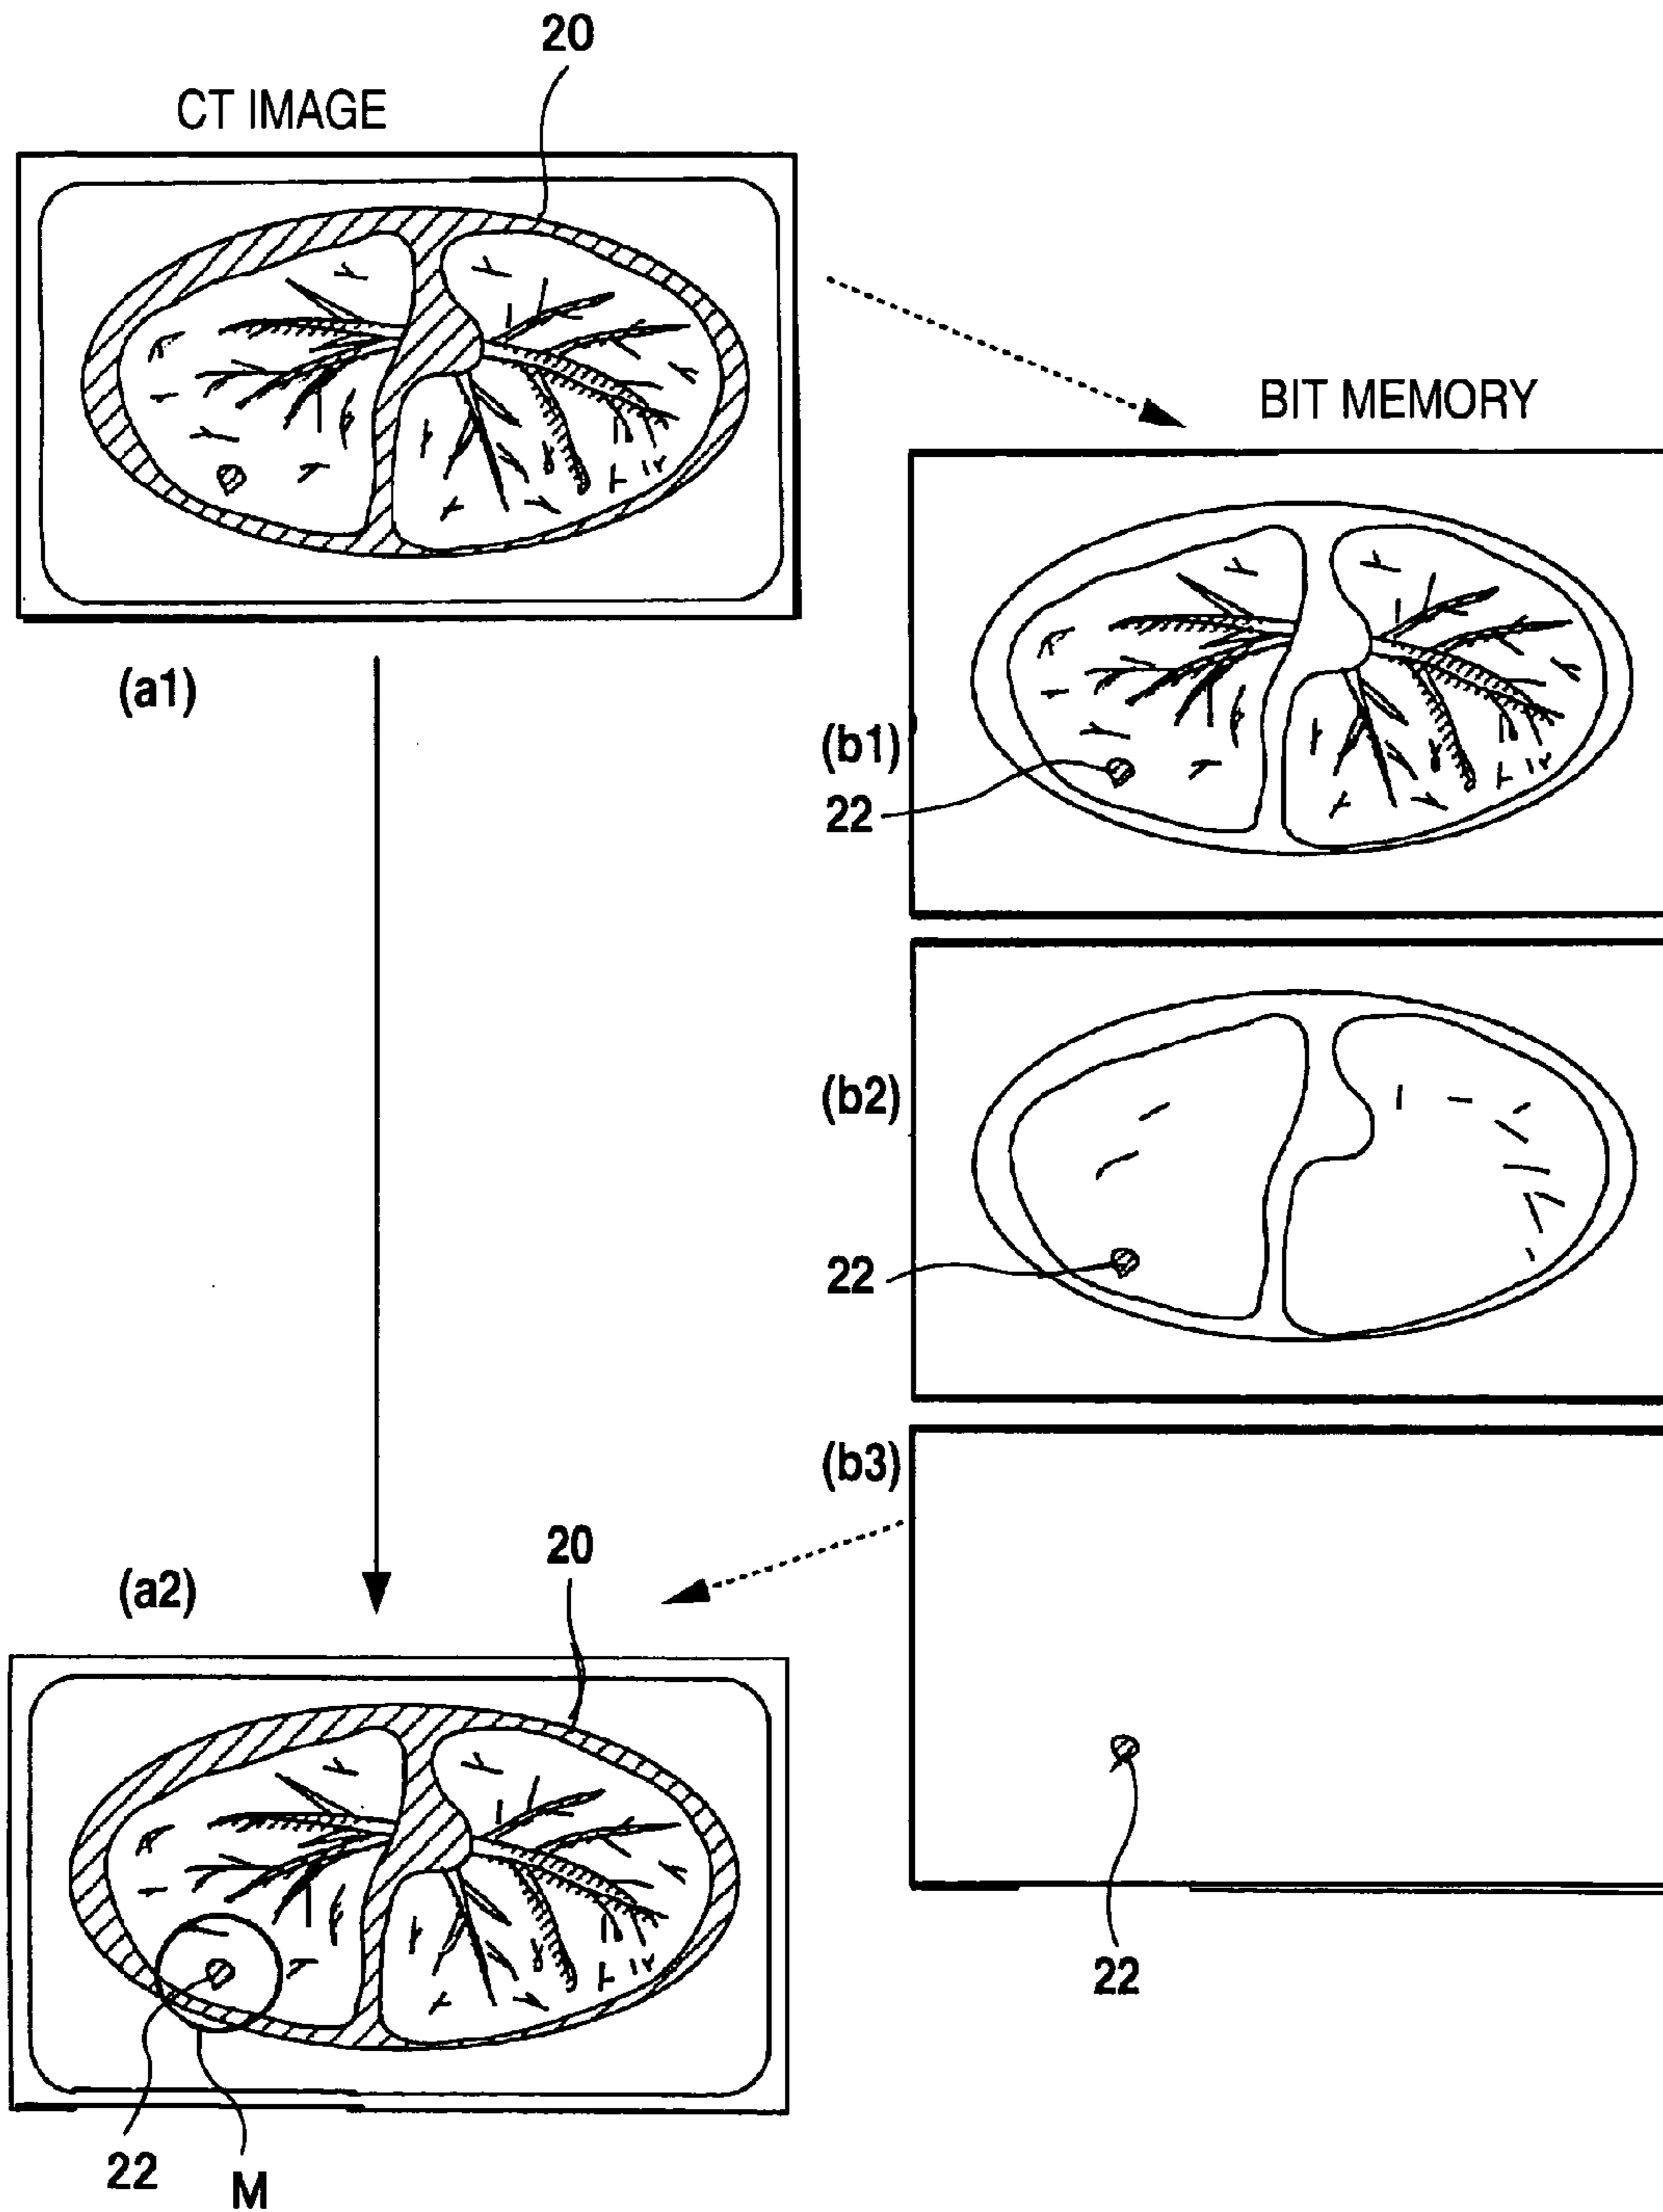 20
CT IMAGE
BIT MEMORY
(a1)
(b1)
22
(b2)
22
(b3)
20
(a2)
22
22
M